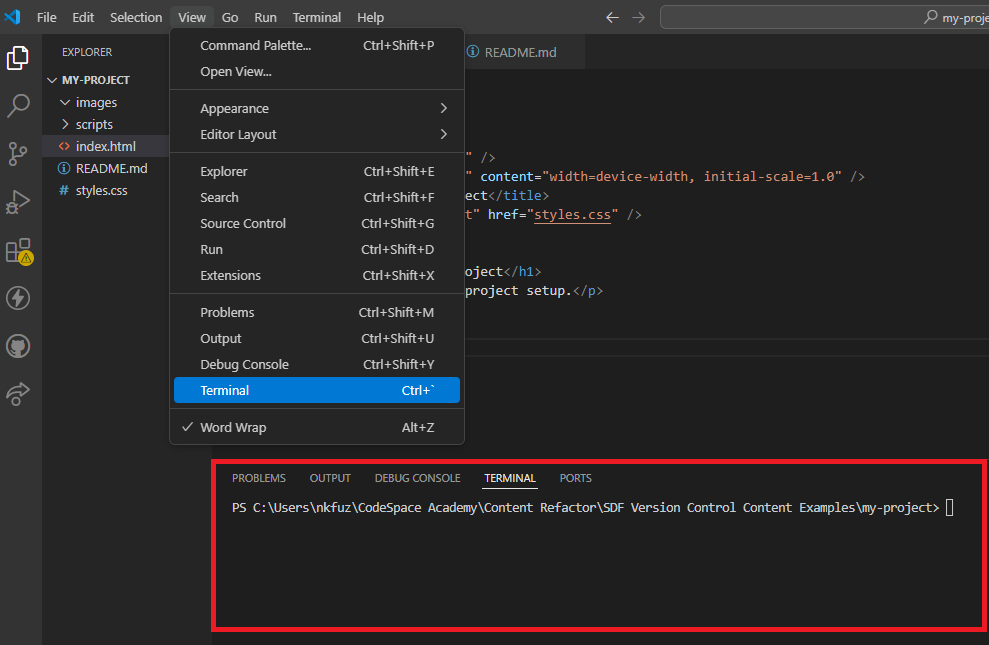 File Edit Selection View Go Run Terminal Help
my-proje
EXPLORER
MY-PROJECT
images
scripts
index.html
README.md
styles.css
Command Palette... Ctrl+Shift+P
Open View...
Appearance
Editor Layout
Explorer Ctrl+Shift+E
Search Ctrl+Shift+F
Source Control Ctrl+Shift+G
Run Ctrl+Shift+D
Extensions Ctrl+Shift+X
Problems Ctrl+Shift+M
Output Ctrl+Shift+U
Debug Console Ctrl+Shift+Y
Terminal Ctrl+`
Word Wrap Alt+Z
README.md
" />
" content="width=device-width, initial-scale=1.0" />
ect</title>
t" href="styles.css" />
oject</h1>
project setup.</p>
PROBLEMS OUTPUT DEBUG CONSOLE TERMINAL PORTS
PS C:\Users\nkfuz\CodeSpace Academy\Content Refactor\SDF Version Control Content Examples\my-project>